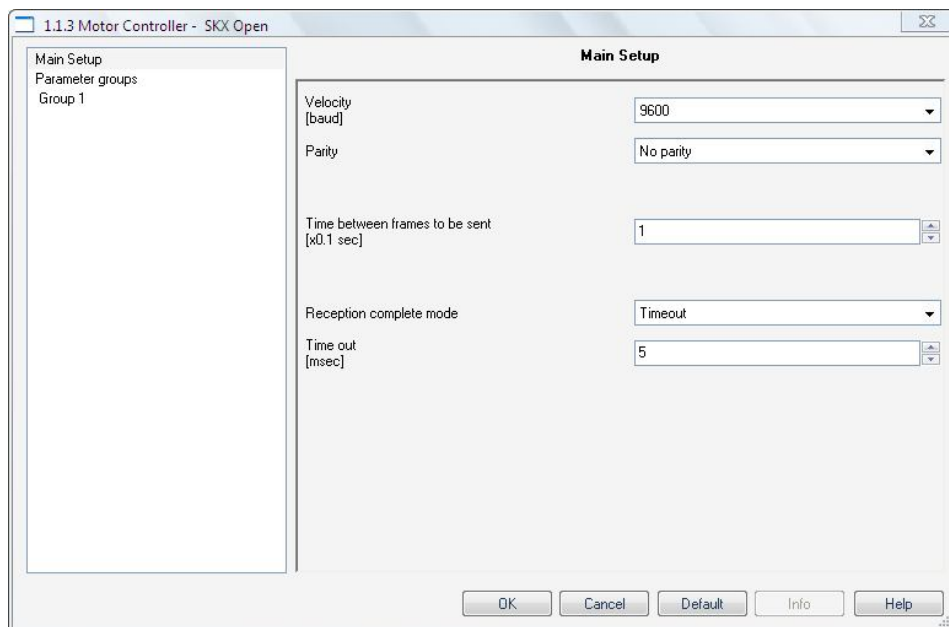 1.1.3 Motor Controller - SKX Open
Main Setup
Parameter groups
Group 1
Main Setup
Velocity
[baud]
9600
Parity
No parity
Time between frames to be sent
[x0.1 sec]
1
Reception complete mode
Timeout
Time out
[msec]
5
OK
Cancel
Default
Info
Help